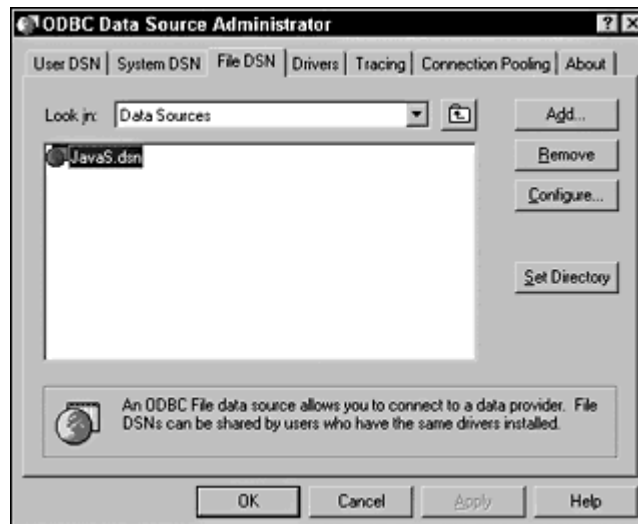 ODBC Data Source Administrator
User DSN System DSN File DSN Drivers Tracing Connection Pooling About
Look in: Data Sources Add...
JavaS.dsn
Remove
Configure...
Set Directory
An ODBC File data source allows you to connect to a data provider. File
DSNs can be shared by users who have the same drivers installed.
OK Cancel Apply Help